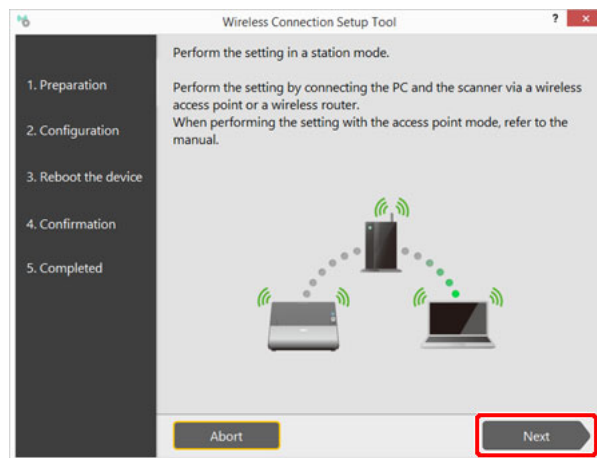 Wireless Connection Setup Tool
?
×
Perform the setting in a station mode.
1. Preparation
Perform the setting by connecting the PC and the scanner via a wireless
access point or a wireless router.
2. Configuration
When performing the setting with the access point mode, refer to the
manual.
3. Reboot the device
4. Confirmation
5. Completed
Abort
Next